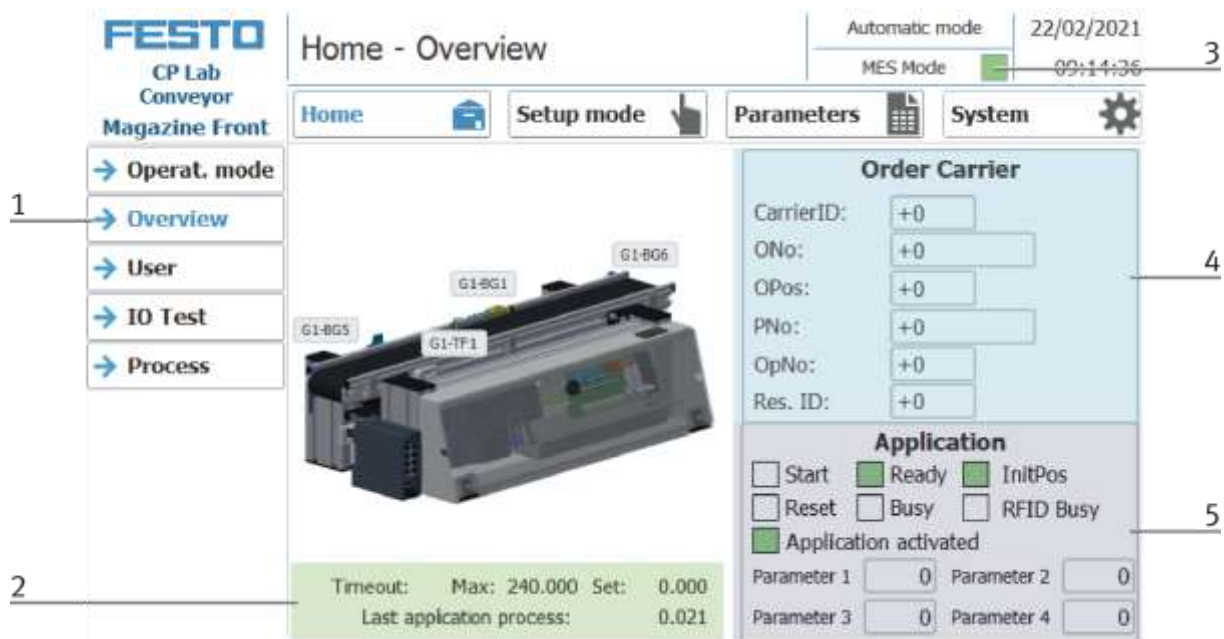 FESTO
CP Lab
Conveyor
Magazine Front
Home - Overview
Automatic mode
22/02/2021
MES Mode
09:14:36
3
Home
Setup mode
Parameters
System
Operat. mode
1
Overview
User
IO Test
Process
G1-BG6
G1-BG1
G1-BG5
G1-TF1
Order Carrier
CarrierID: +0
ONo: +0
4
OPos: +0
PNo: +0
OpNo: +0
Res. ID: +0
Application
Start Ready InitPos
Reset Busy RFID Busy
5
Application activated
Parameter 1 0 Parameter 2 0
Parameter 3 0 Parameter 4 0
2
Timeout: Max: 240.000 Set: 0.000
Last application process: 0.021